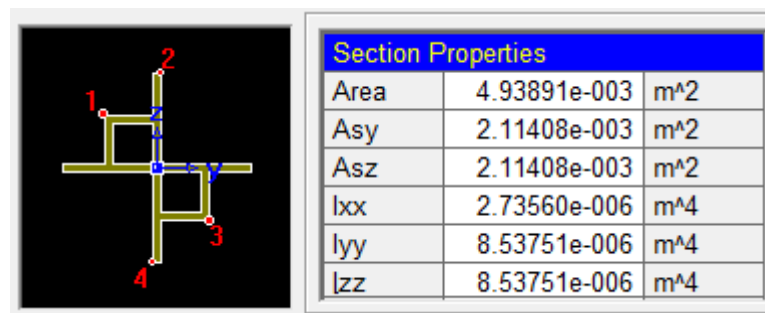 2
1
z
y
3
4
Section Properties
Area 4.93891e-003 m^2
Asy 2.11408e-003 m^2
Asz 2.11408e-003 m^2
Ixx 2.73560e-006 m^4
Iyy 8.53751e-006 m^4
Izz 8.53751e-006 m^4